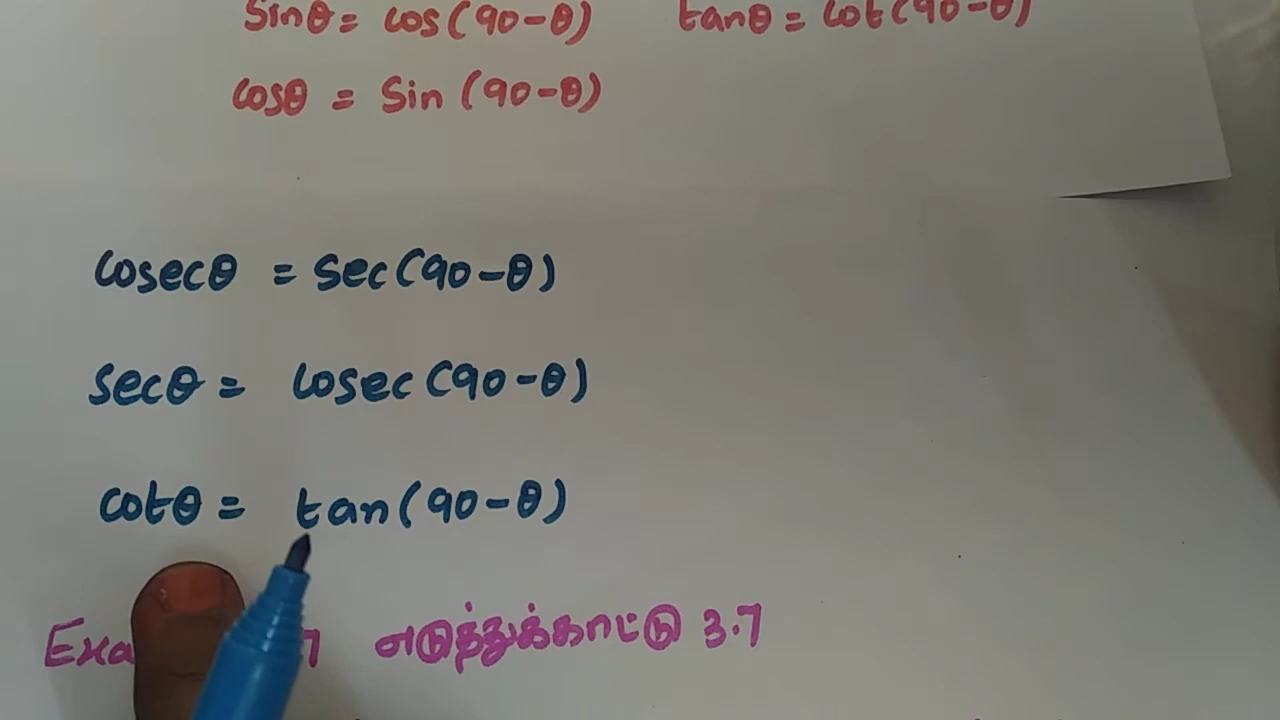 Sinθ = cos(90-θ) tanθ = cot(90-θ)
cosθ = Sin (90-θ)
cosecθ = sec(90-θ)
secθ = cosec(90-θ)
cotθ = tan(90-θ)
எடுத்துக்காட்டு 3.7